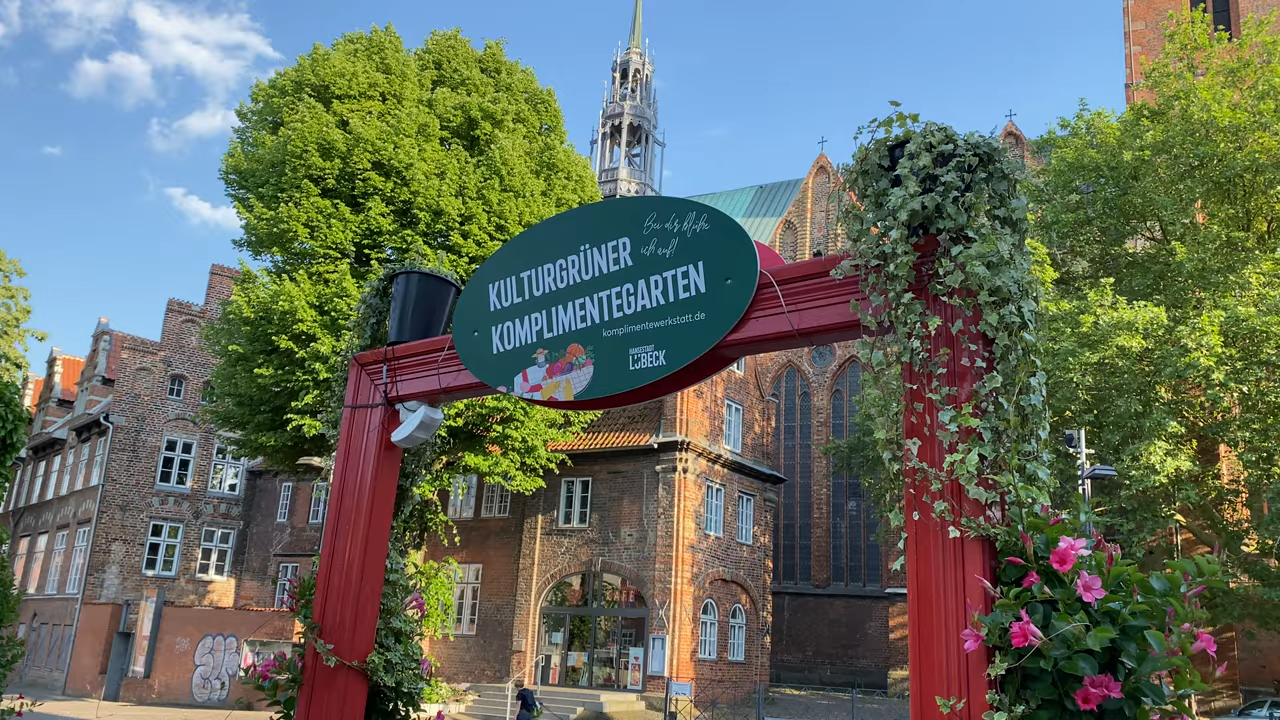 Bei dir blühe
ich auf!
KULTURGRÜNER
KOMPLIMENTEGARTEN
komplimentewerkstatt.de
HANSESTADT
LÜBECK